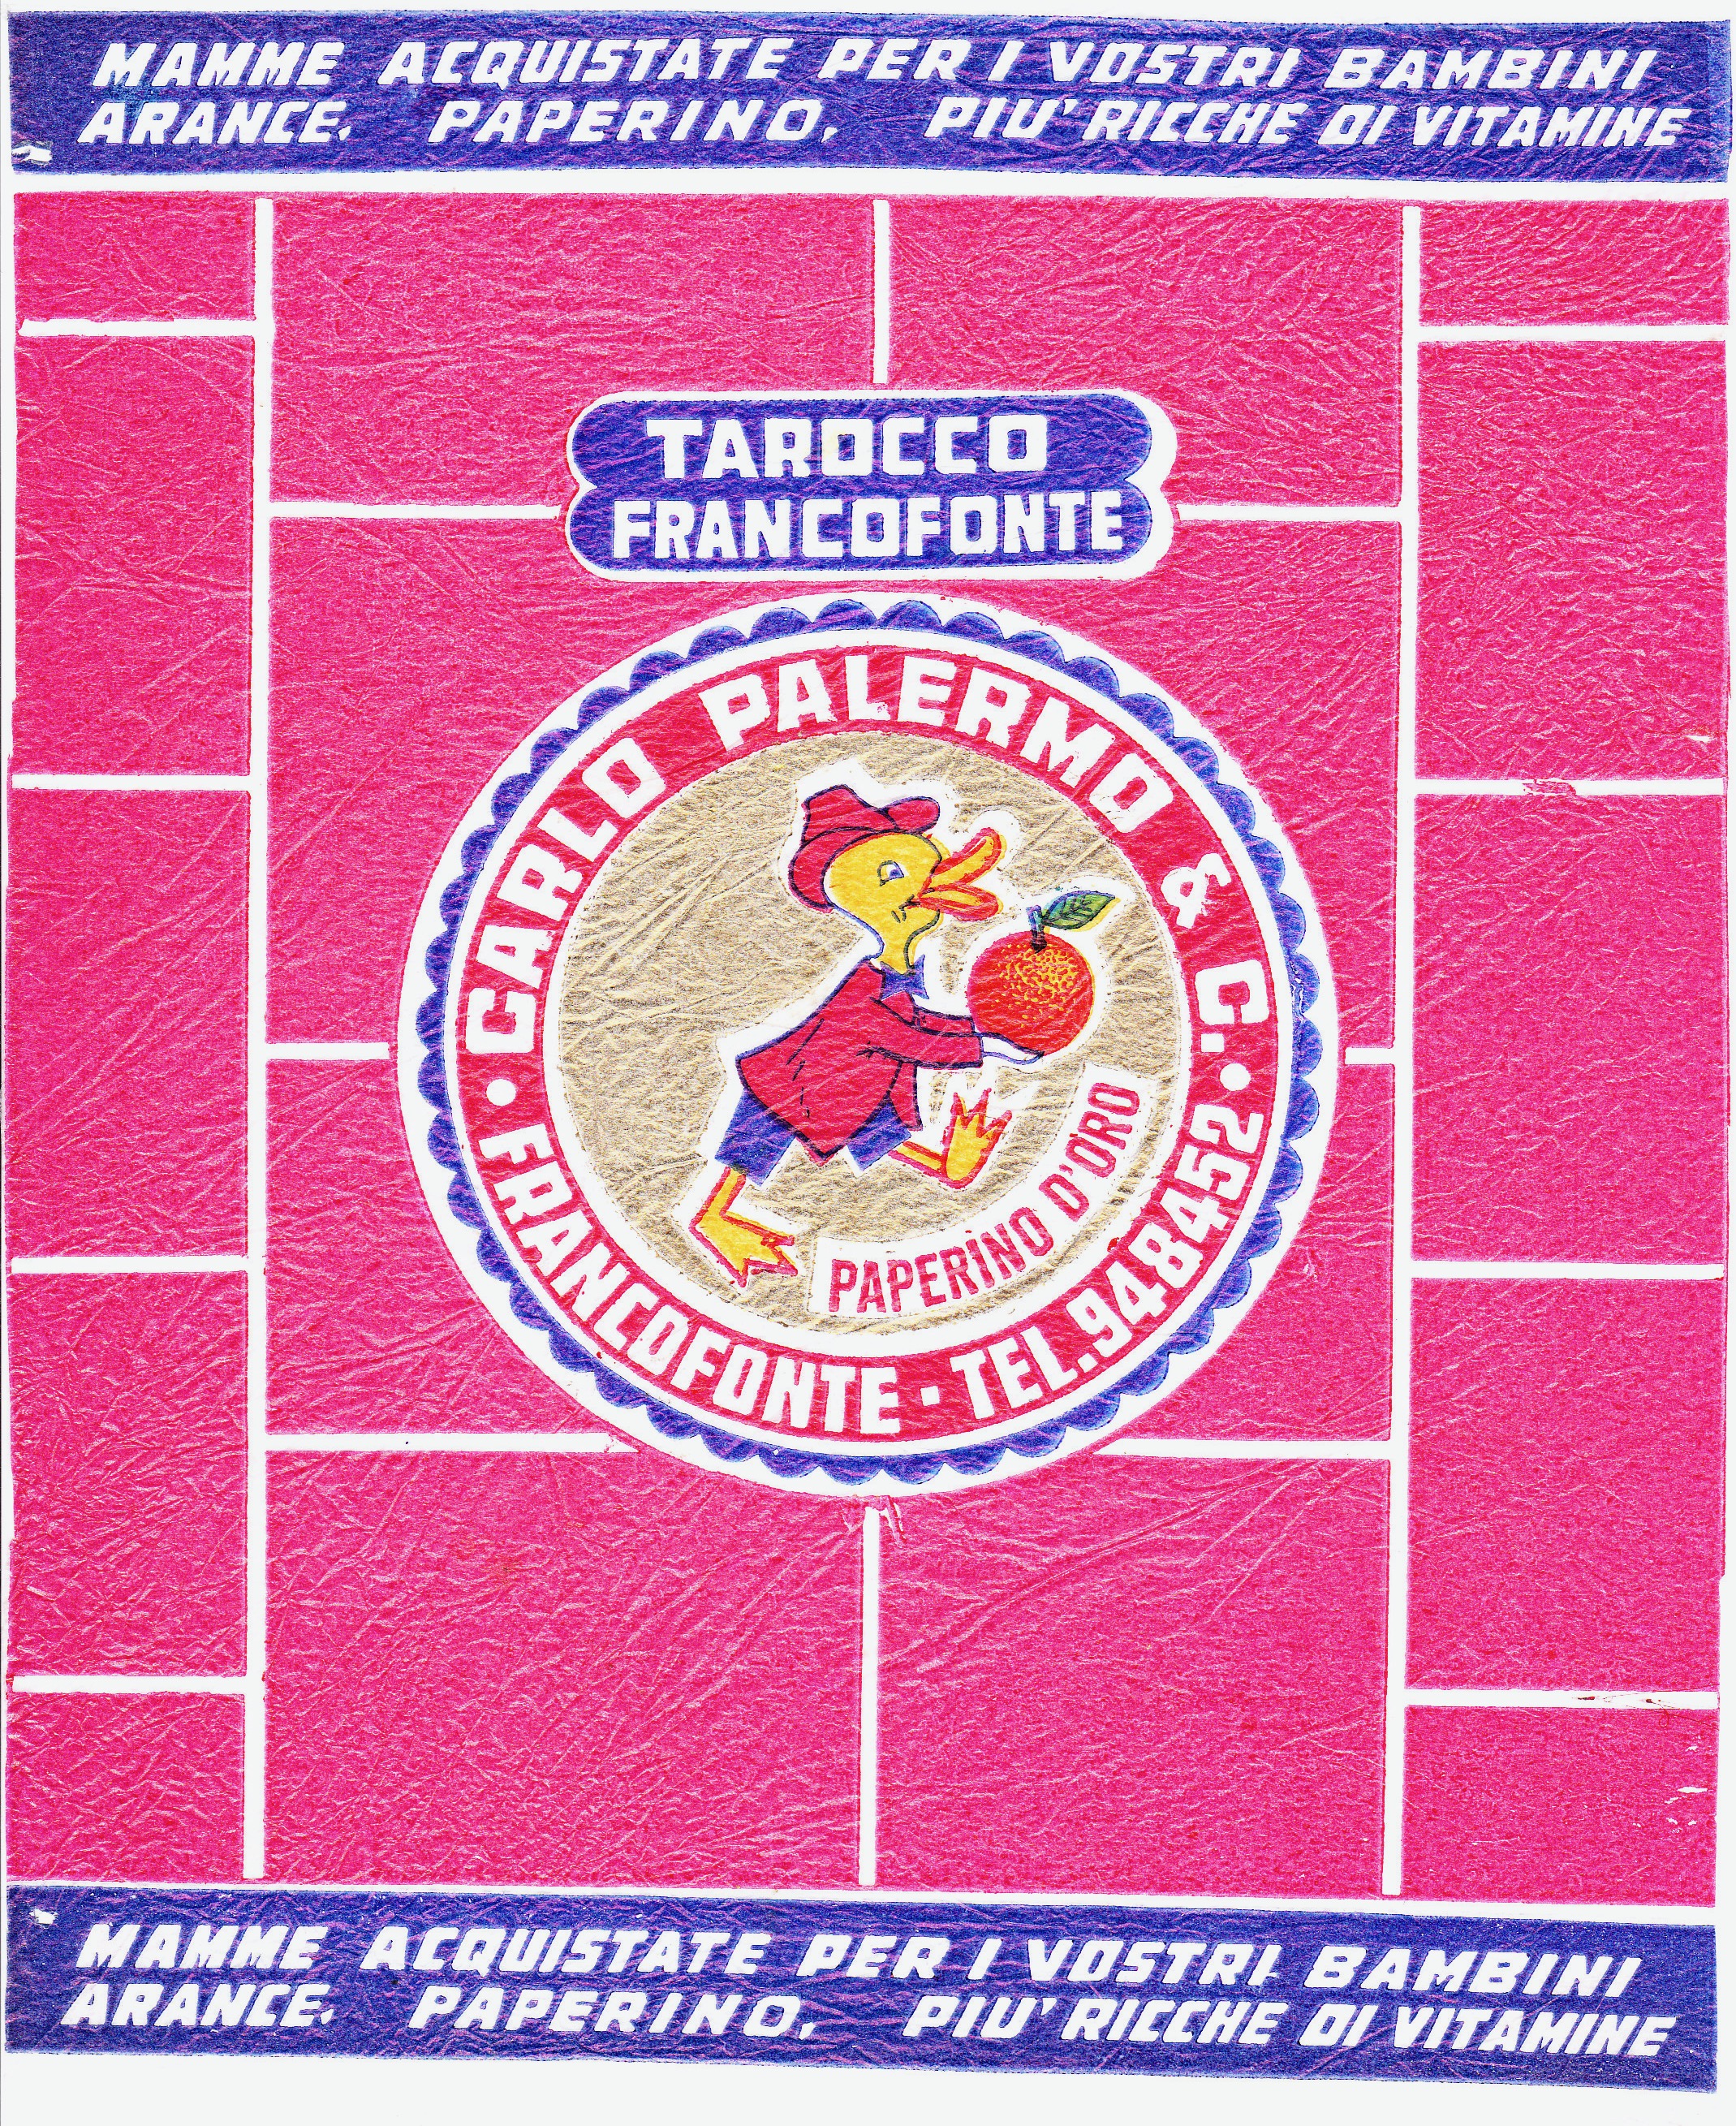 MAMME ACQUISTATE PER I VOSTRI BAMBINI
ARANCE. PAPERINO. PIU' RICCHE DI VITAMINE
TAROCCO
FRANCOFONTE
CARLO PALERMO & C.
FRANCOFONTE - TEL. 948452
PAPERINO D'ORO
MAMME ACQUISTATE PER I VOSTRI BAMBINI
ARANCE. PAPERINO. PIU' RICCHE DI VITAMINE